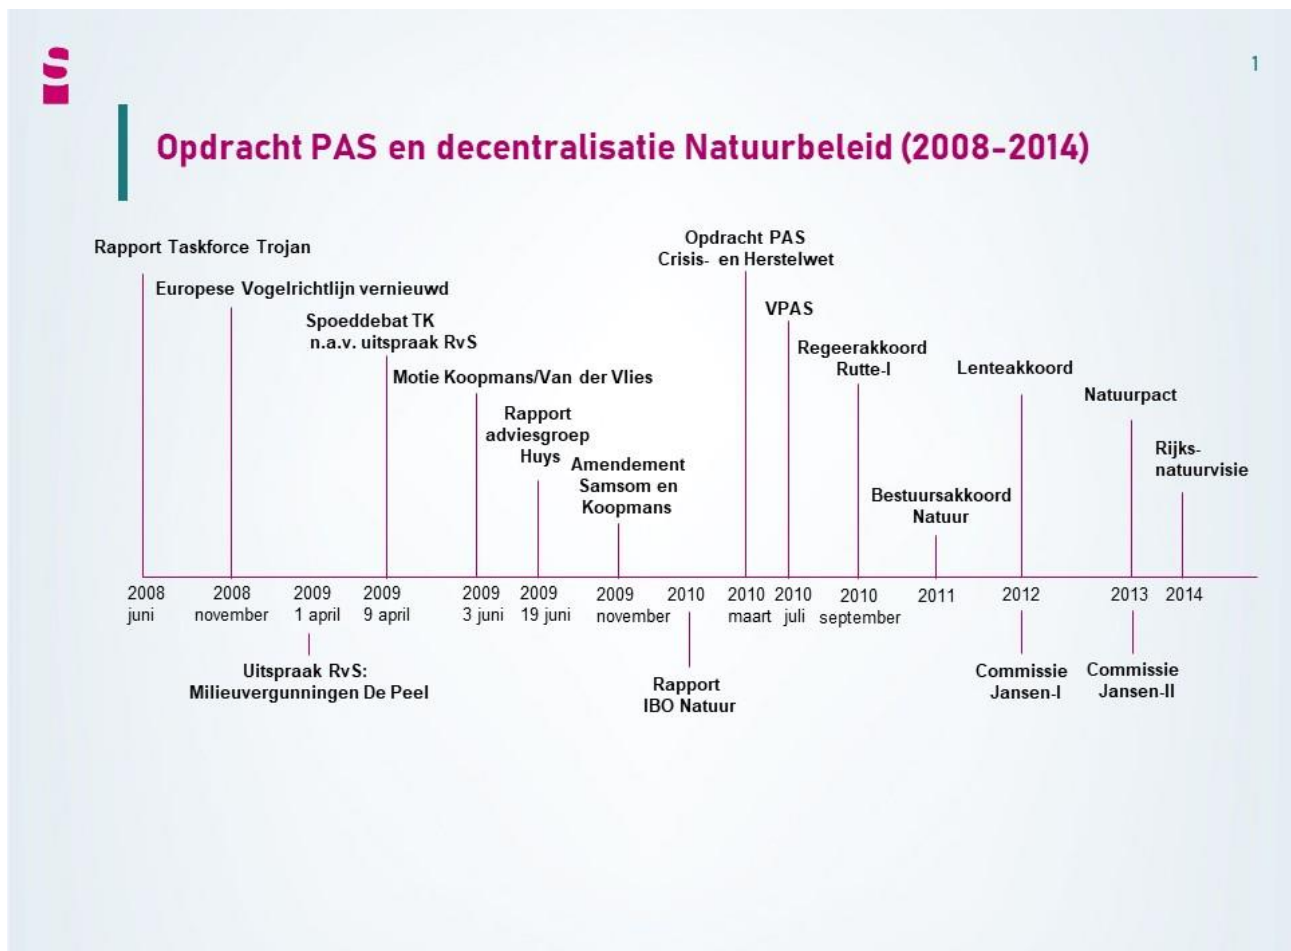 1
Opdracht PAS en decentralisatie Natuurbeleid (2008-2014)
Rapport Taskforce Trojan
Europese Vogelrichtlijn vernieuwd
Spoeddebat TK
n.a.v. uitspraak RvS
Motie Koopmans/Van der Vlies
Rapport
adviesgroep
Huys
Amendement
Samsom en
Koopmans
Opdracht PAS
Crisis- en Herstelwet
VPAS
Regeerakkoord
Rutte-I
Bestuursakkoord
Natuur
Lenteakkoord
Natuurpact
Rijks-
natuurvisie
2008
juni
2008
november
2009
1 april
2009
9 april
2009
3 juni
2009
19 juni
2009
november
2010
2010
maart
2010
juli
2010
september
2011
2012
2013
2014
Uitspraak RvS:
Milieuvergunningen De Peel
Rapport
IBO Natuur
Commissie
Jansen-I
Commissie
Jansen-II